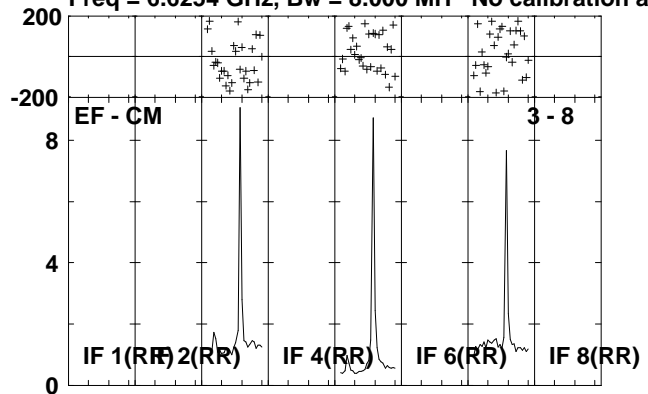 Freq = 6.6254 GHz, Bw = 8.000 MH No calibration a
200
-200
EF - CM 3 - 8
8
4
IF 1(RR) IF 2(RR) IF 4(RR) IF 6(RR) IF 8(RR)
0